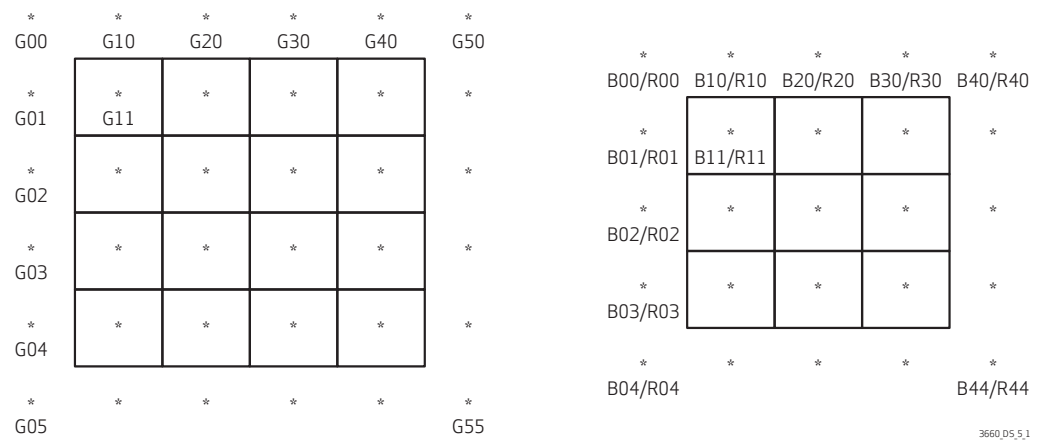 * * * * * *
G00 G10 G20 G30 G40 G50
* * * * * *
G01 G11
* * * * * *
G02
* * * * * *
G03
* * * * * *
G04
* * * * * *
G05 G55
* * * * *
B00/R00 B10/R10 B20/R20 B30/R30 B40/R40
* * * * *
B01/R01 B11/R11
* * * * *
B02/R02
* * * * *
B03/R03
* * * * *
B04/R04 B44/R44
3660_DS_5_1